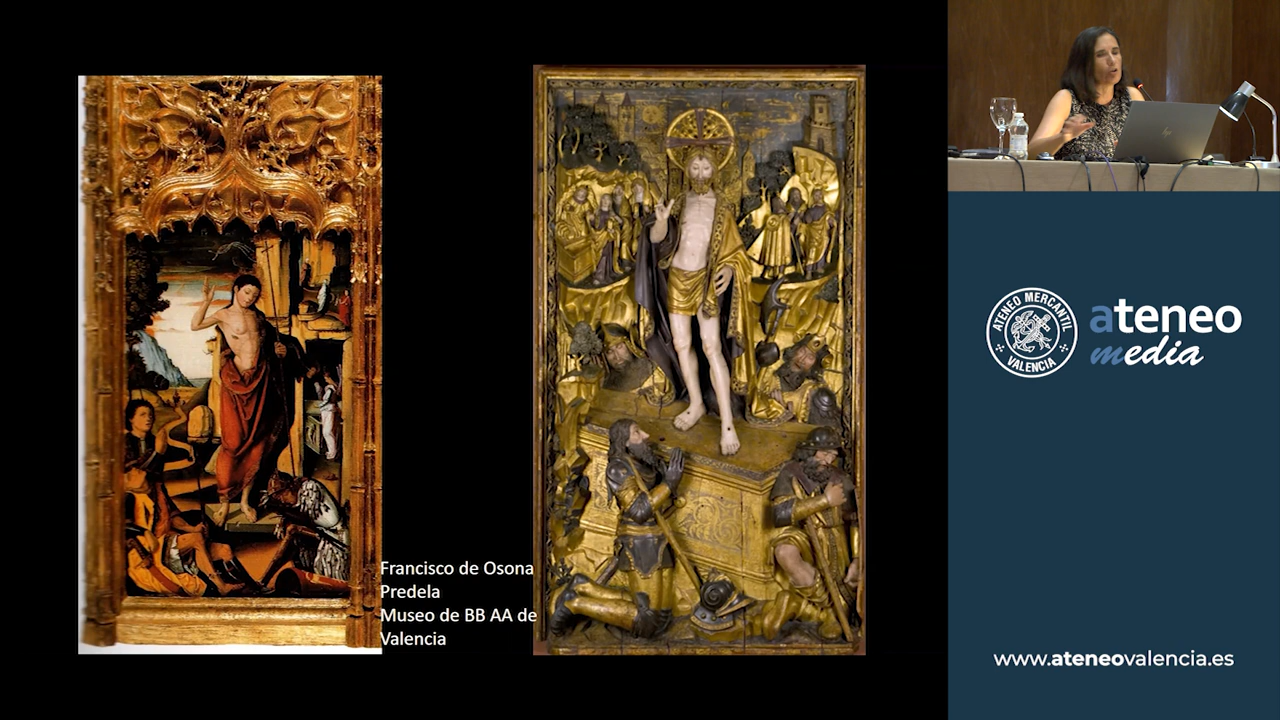 Francisco de Osona
Predela
Museo de BB AA de
Valencia
ATENEO MERCANTIL
VALENCIA
ateneo
media
www.ateneovalencia.es